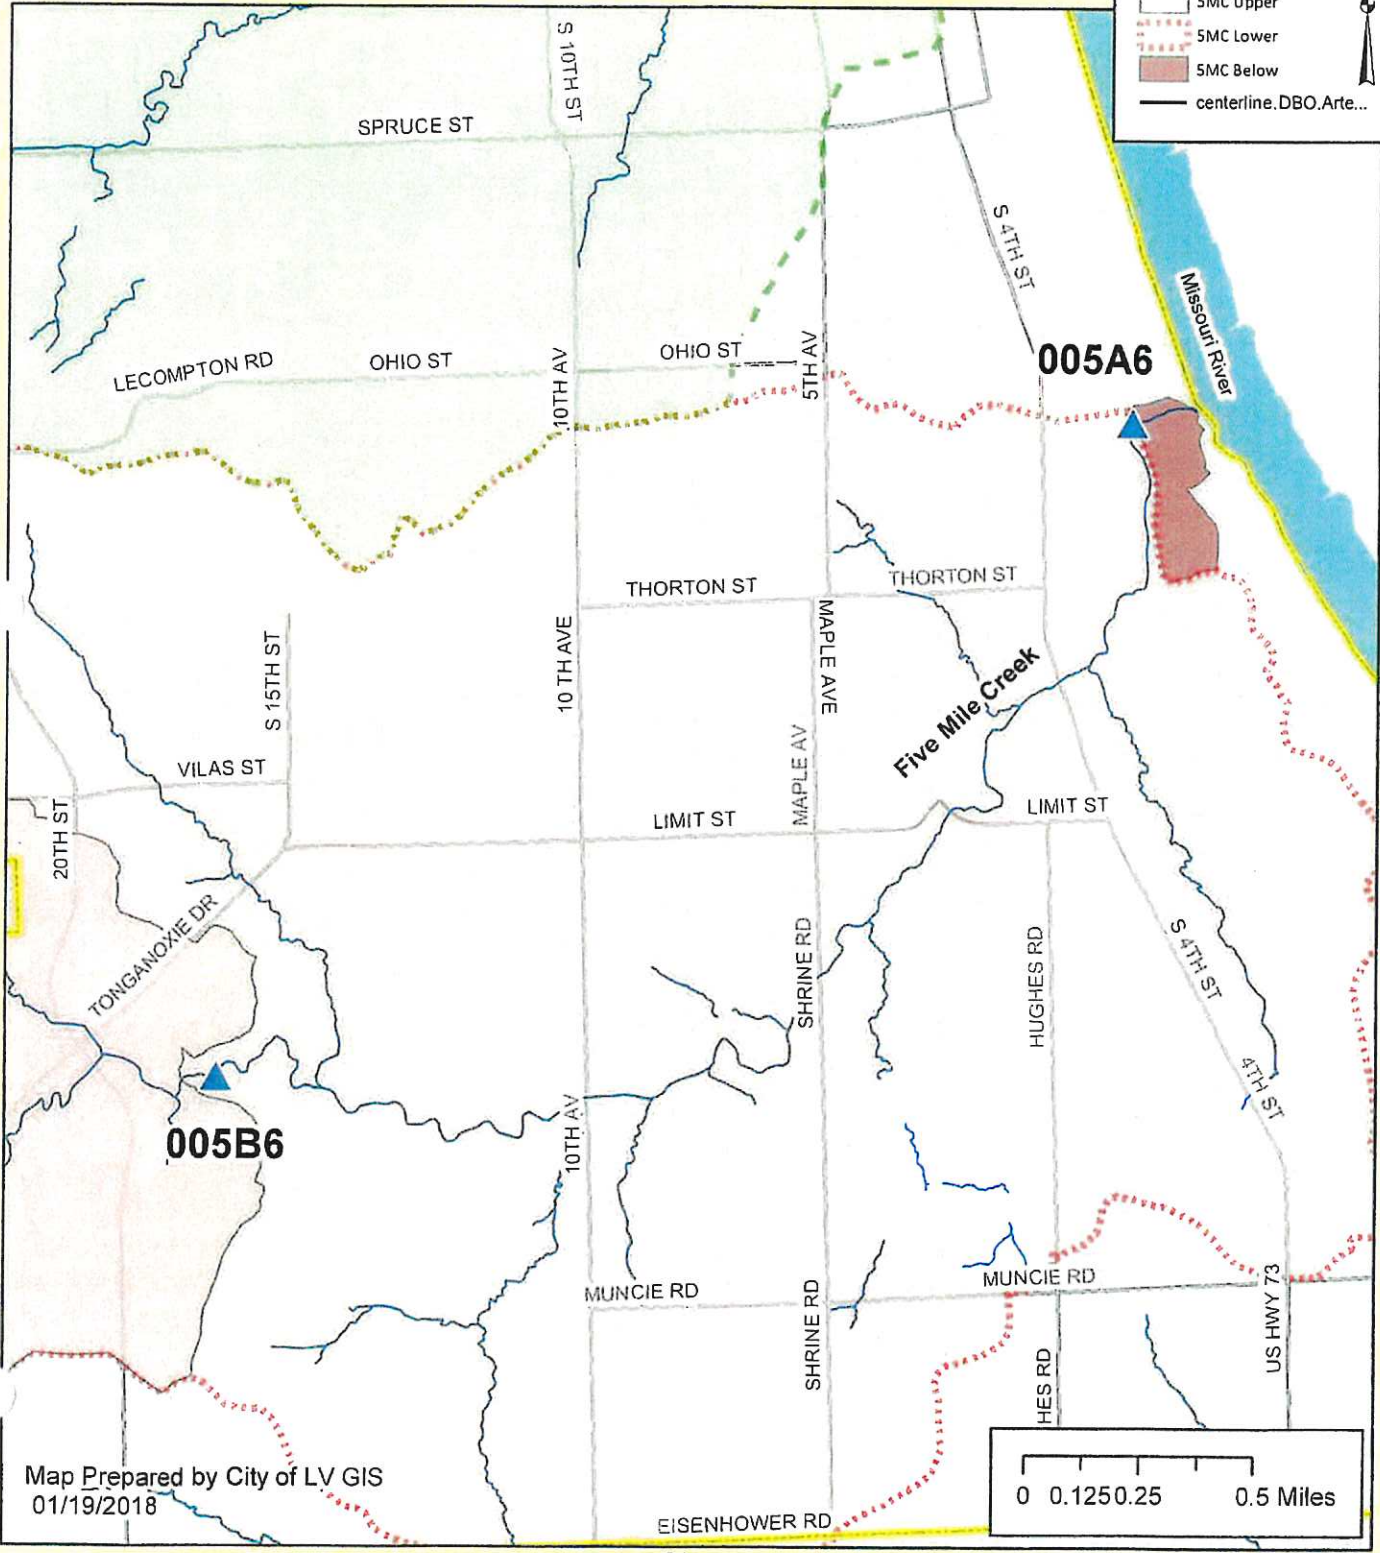 5MC Upper
5MC Lower
5MC Below
centerline.DBO.Arte...
S 10TH ST
SPRUCE ST
S 4TH ST
Missouri River
LECOMPTON RD
OHIO ST
OHIO ST
10TH AV
5TH AV
005A6
THORTON ST
THORTON ST
S 15TH ST
10 TH AVE
MAPLE AVE
Five Mile Creek
VILAS ST
MAPLE AV
20TH ST
LIMIT ST
LIMIT ST
TONGANOXIE DR
SHRINE RD
HUGHES RD
S 4TH ST
4TH ST
005B6
10TH AV
MUNCIE RD
MUNCIE RD
SHRINE RD
HES RD
US HWY 73
Map Prepared by City of LV GIS
01/19/2018
EISENHOWER RD
0 0.125 0.25 0.5 Miles